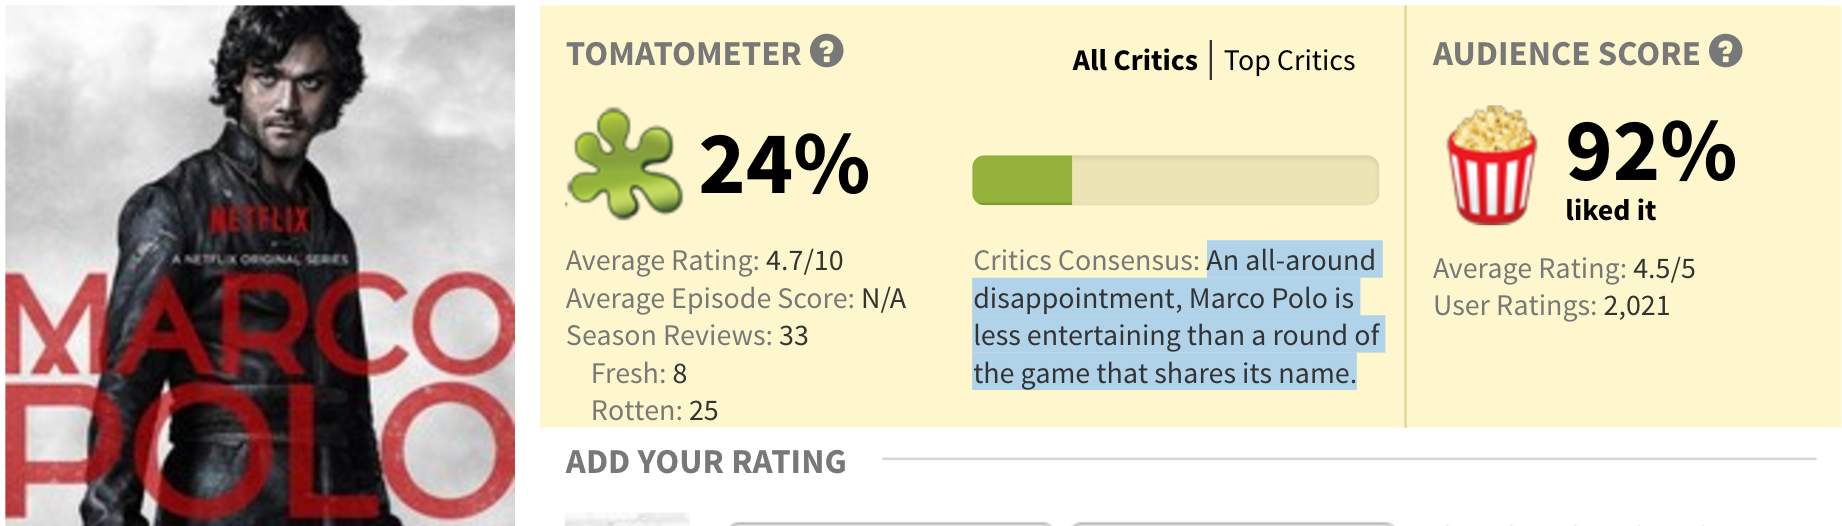 NETFLIX
A NETFLIX ORIGINAL SERIES
MARCO
POLO
TOMATOMETER ?
All Critics | Top Critics
24%
Average Rating: 4.7/10
Average Episode Score: N/A
Season Reviews: 33
Fresh: 8
Rotten: 25
Critics Consensus: An all-around
disappointment, Marco Polo is
less entertaining than a round of
the game that shares its name.
AUDIENCE SCORE ?
92%
liked it
Average Rating: 4.5/5
User Ratings: 2,021
ADD YOUR RATING